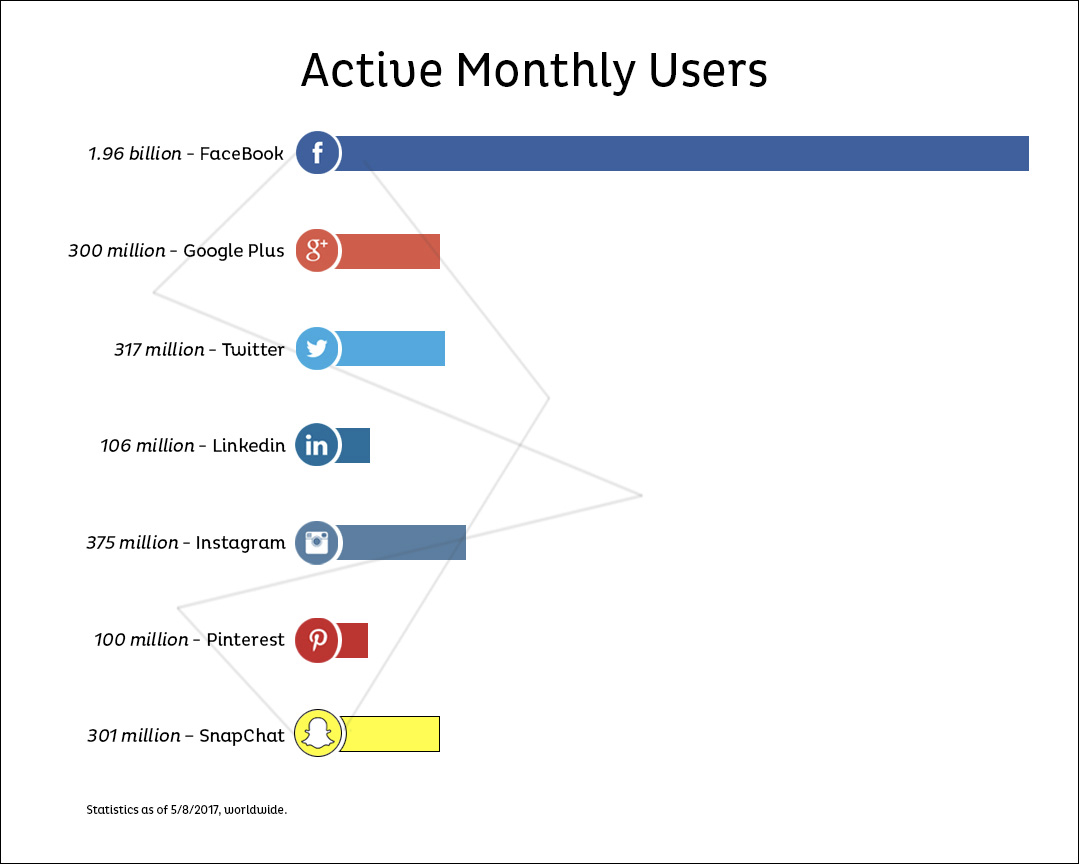 Active Monthly Users
1.96 billion - FaceBook
f
300 million - Google Plus
g+
317 million - Twitter
106 million - Linkedin
in
375 million - Instagram
100 million - Pinterest
p
301 million - SnapChat
Statistics as of 5/8/2017, worldwide.